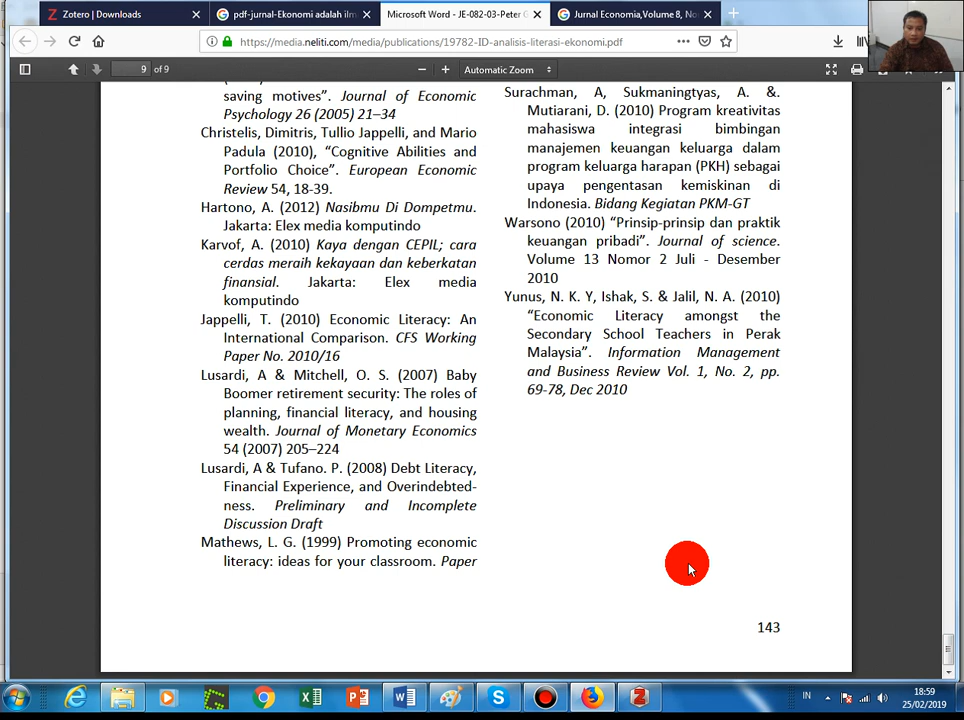 Zotero | Downloads
pdf-jurnal-Ekonomi adalah ilm
Microsoft Word - JE-082-03-Peter G
Jurnal Economia,Volume 8, No
https://media.neliti.com/media/publications/19782-ID-analisis-literasi-ekonomi.pdf
9 of 9
Automatic Zoom
saving motives”. Journal of Economic
Psychology 26 (2005) 21–34
Christelis, Dimitris, Tullio Jappelli, and Mario
Padula (2010), “Cognitive Abilities and
Portfolio Choice”. European Economic
Review 54, 18-39.
Hartono, A. (2012) Nasibmu Di Dompetmu.
Jakarta: Elex media komputindo
Karvof, A. (2010) Kaya dengan CEPIL; cara
cerdas meraih kekayaan dan keberkatan
finansial. Jakarta: Elex media
komputindo
Jappelli, T. (2010) Economic Literacy: An
International Comparison. CFS Working
Paper No. 2010/16
Lusardi, A & Mitchell, O. S. (2007) Baby
Boomer retirement security: The roles of
planning, financial literacy, and housing
wealth. Journal of Monetary Economics
54 (2007) 205–224
Lusardi, A & Tufano. P. (2008) Debt Literacy,
Financial Experience, and Overindebted-
ness. Preliminary and Incomplete
Discussion Draft
Mathews, L. G. (1999) Promoting economic
literacy: ideas for your classroom. Paper
Surachman, A, Sukmaningtyas, A. &.
Mutiarani, D. (2010) Program kreativitas
mahasiswa integrasi bimbingan
manajemen keuangan keluarga dalam
program keluarga harapan (PKH) sebagai
upaya pengentasan kemiskinan di
Indonesia. Bidang Kegiatan PKM-GT
Warsono (2010) “Prinsip-prinsip dan praktik
keuangan pribadi”. Journal of science.
Volume 13 Nomor 2 Juli - Desember
2010
Yunus, N. K. Y, Ishak, S. & Jalil, N. A. (2010)
“Economic Literacy amongst the
Secondary School Teachers in Perak
Malaysia”. Information Management
and Business Review Vol. 1, No. 2, pp.
69-78, Dec 2010
143
IN
18:59
25/02/2019